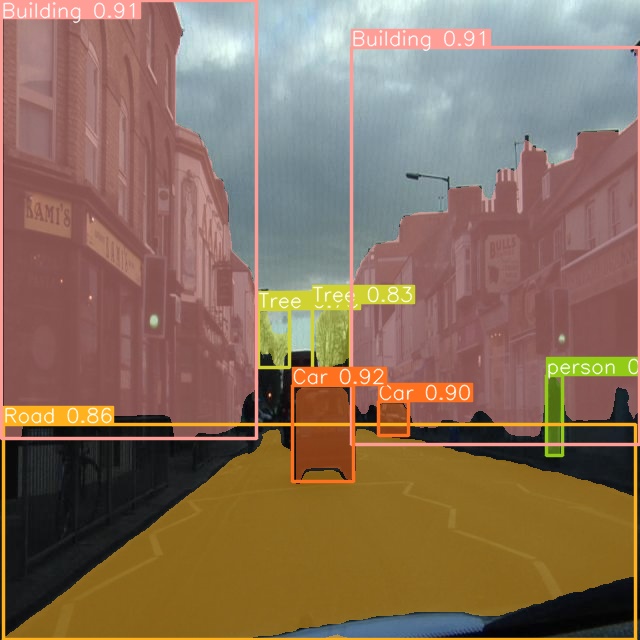 Building 0.91
Building 0.91
KAMI'S
BULL
Tree
Tree 0.83
person 0
Car 0.92
Car 0.90
Road 0.86